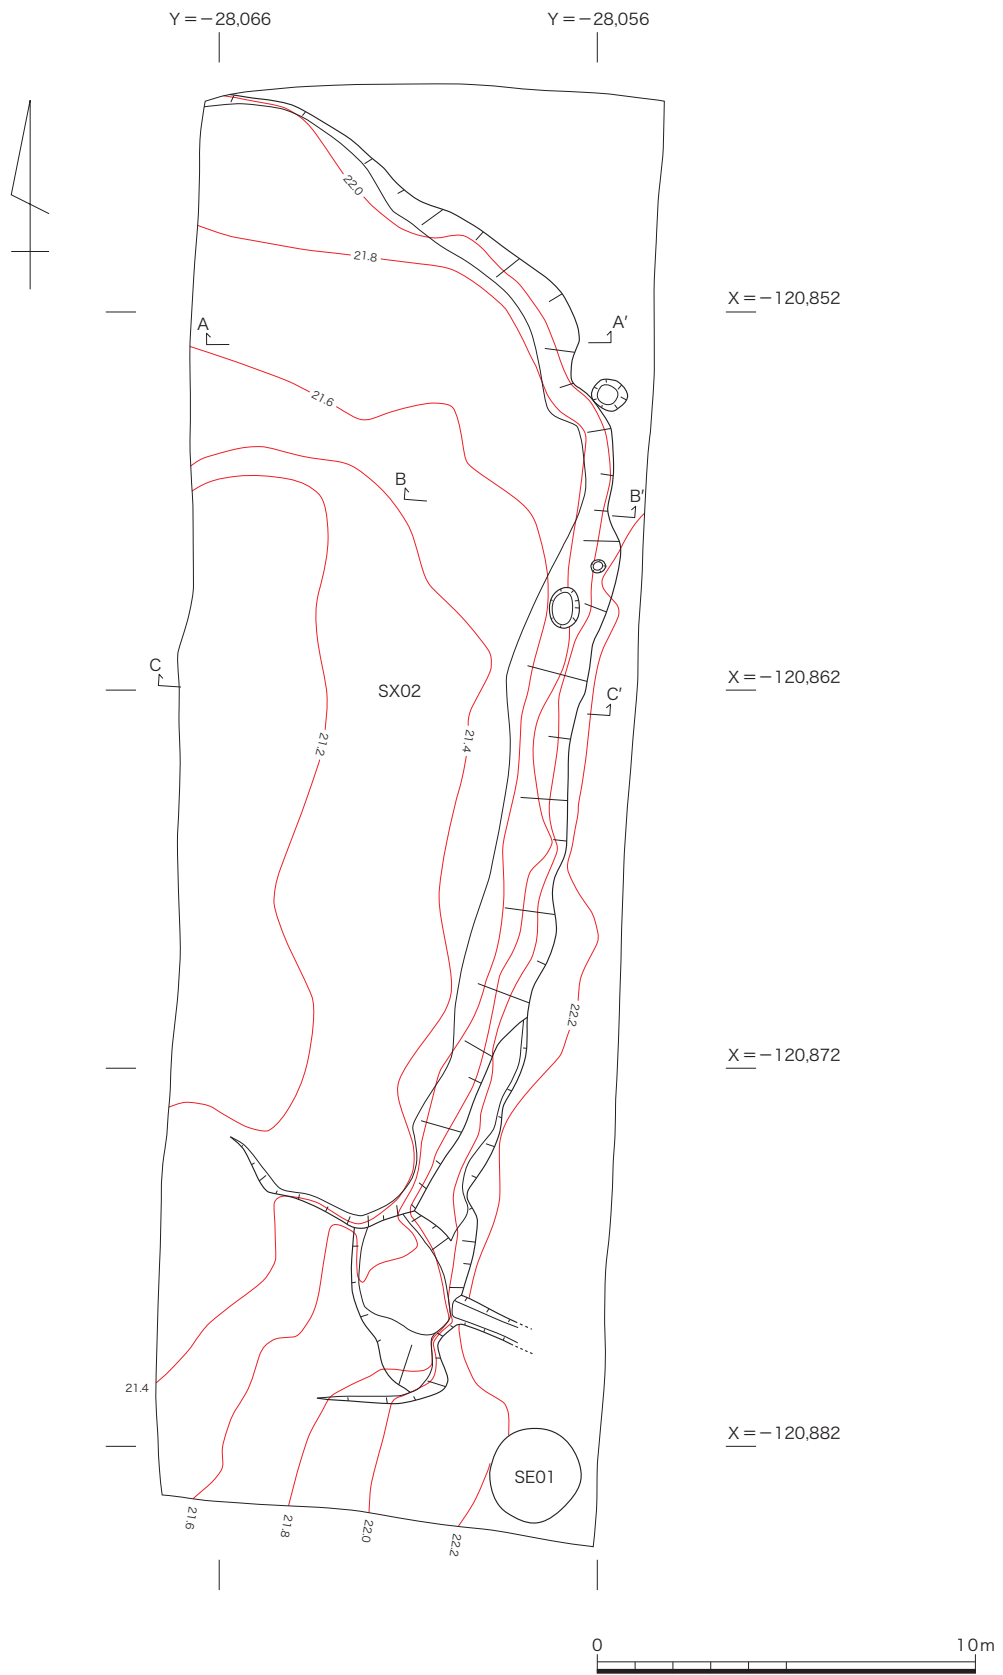 Y=−28,066
Y=−28,056
22.0
21.8
X=−120,852
A
A′
21.6
B
B′
C
X=−120,862
SX02
C′
21.2
21.4
22.2
X=−120,872
21.4
X=−120,882
SE01
21.6
21.8
22.0
22.2
0
10m